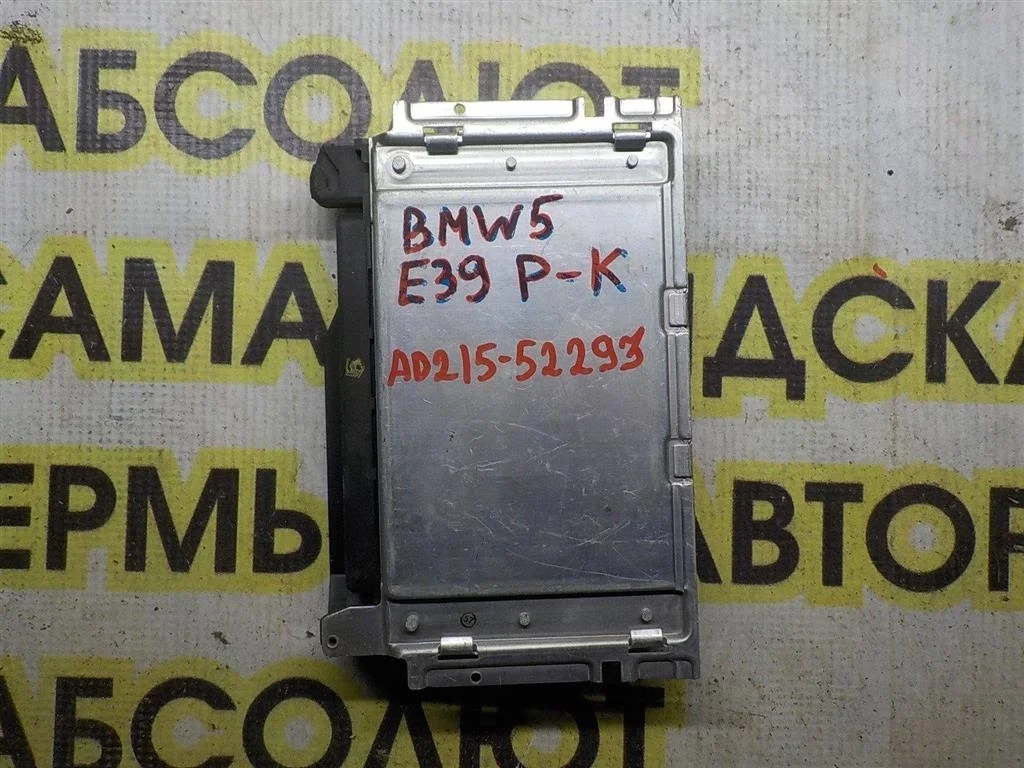 АБСОЛЮТ
BMW5
E39 P-K
САМА
ДСКА
AD215-52293
ЕРМЬ
АВТОР
АБСОЛЮТ